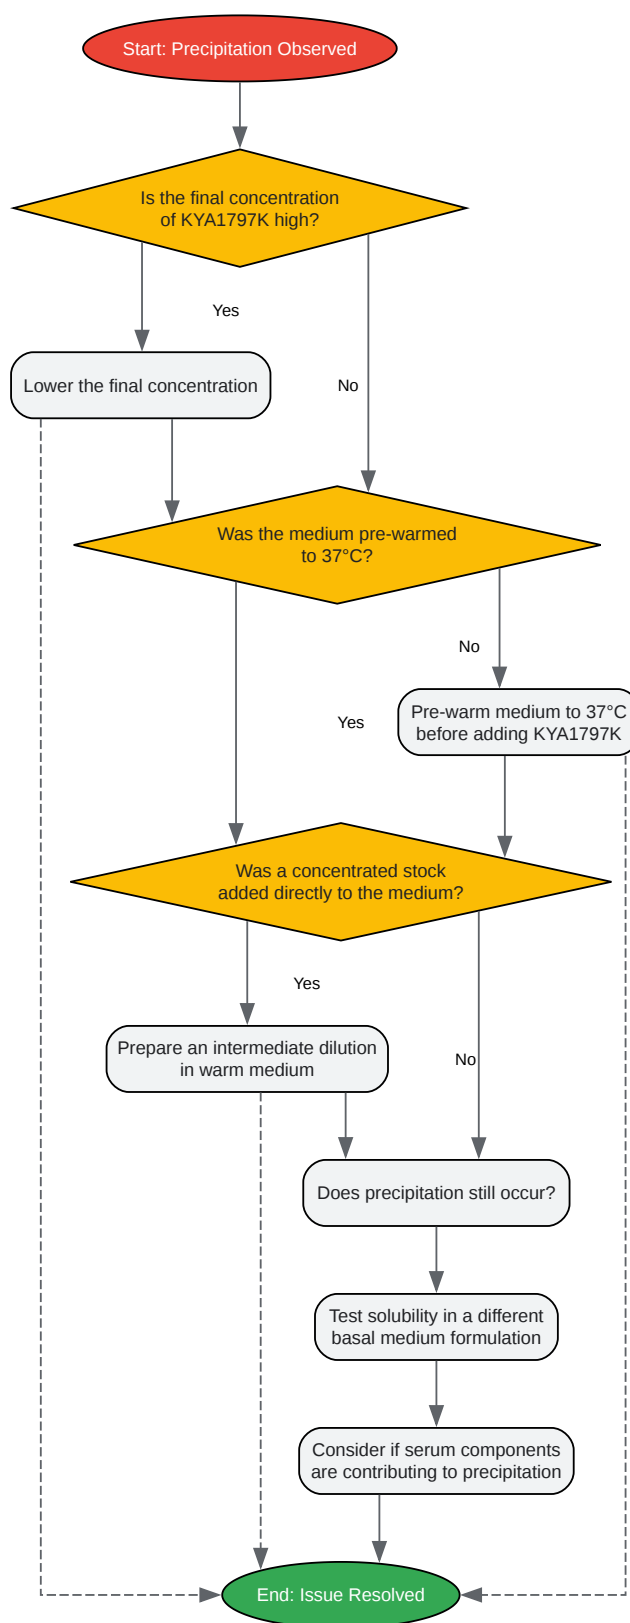 Start: Precipitation Observed
Is the final concentration
of KYA1797K high?
Yes
Lower the final concentration
No
Was the medium pre-warmed
to 37°C?
No
Pre-warm medium to 37°C
before adding KYA1797K
Yes
Was a concentrated stock
added directly to the medium?
Yes
Prepare an intermediate dilution
in warm medium
No
Does precipitation still occur?
Test solubility in a different
basal medium formulation
Consider if serum components
are contributing to precipitation
End: Issue Resolved